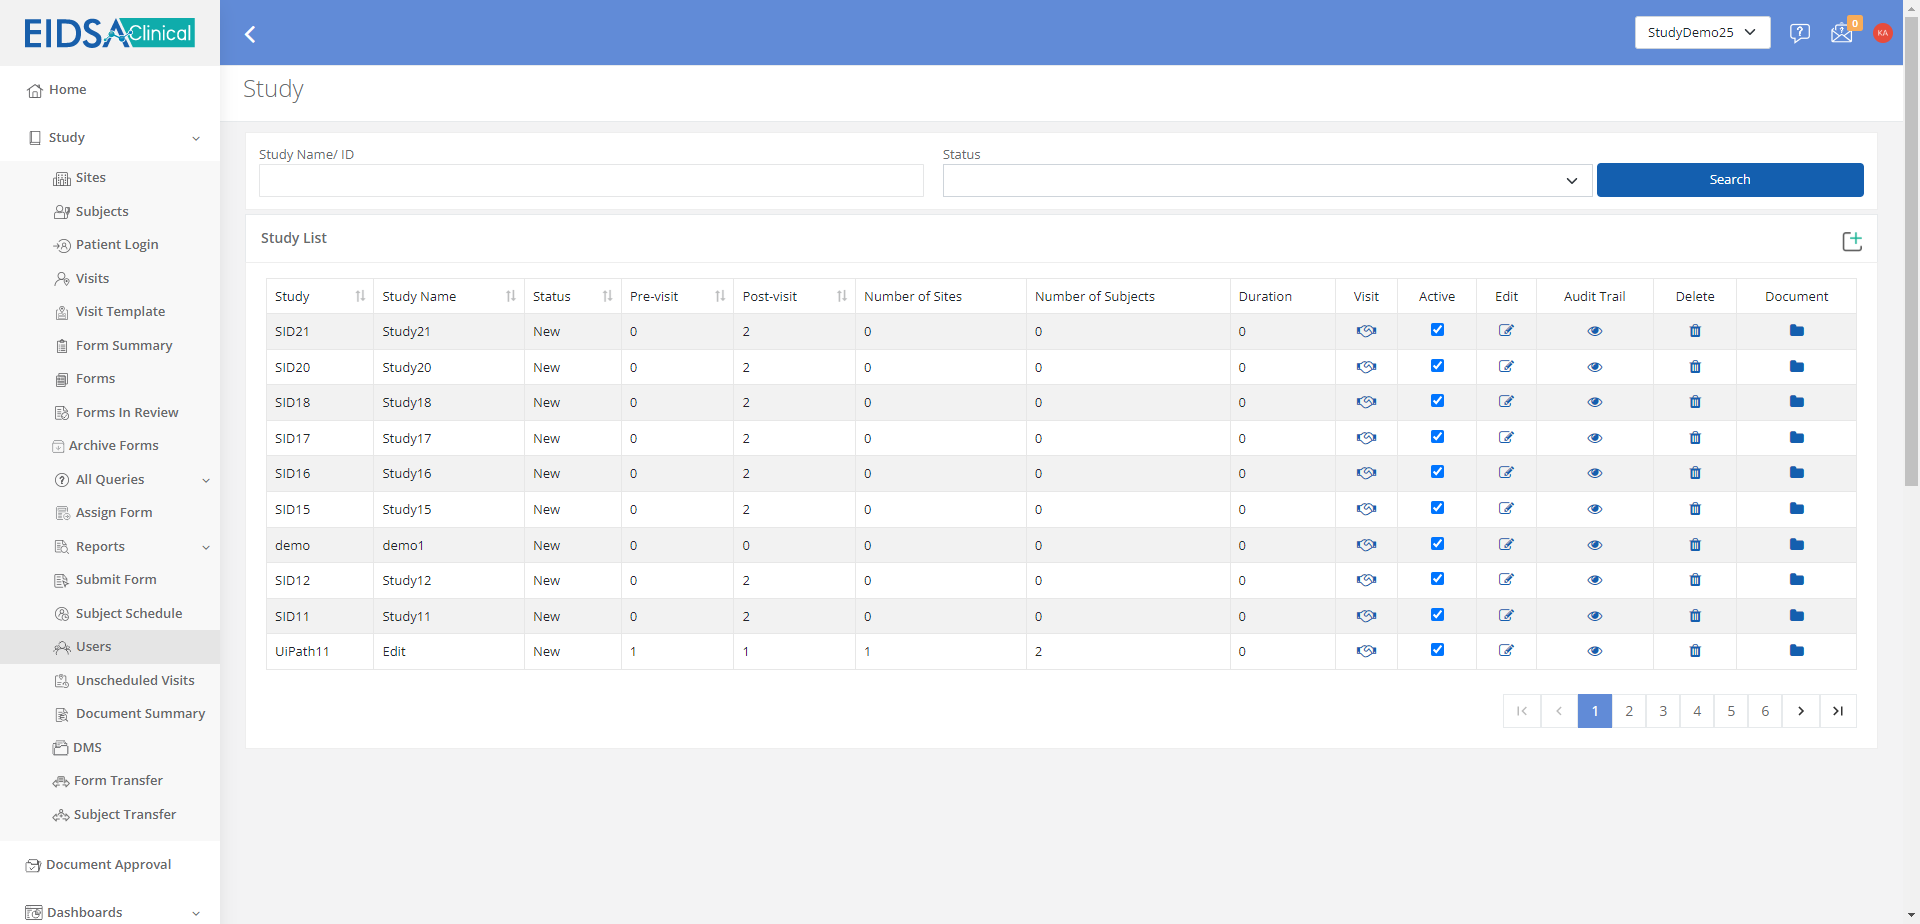 EIDSA Clinical
StudyDemo25
0
KA
Home
Study
Sites
Subjects
Patient Login
Visits
Visit Template
Form Summary
Forms
Forms In Review
Archive Forms
All Queries
Assign Form
Reports
Submit Form
Subject Schedule
Users
Unscheduled Visits
Document Summary
DMS
Form Transfer
Subject Transfer
Document Approval
Dashboards
Study
Study Name/ ID
Status
Search
Study List
Study Study Name Status Pre-visit Post-visit Number of Sites Number of Subjects Duration Visit Active Edit Audit Trail Delete Document
SID21 Study21 New 0 2 0 0 0
SID20 Study20 New 0 2 0 0 0
SID18 Study18 New 0 2 0 0 0
SID17 Study17 New 0 2 0 0 0
SID16 Study16 New 0 2 0 0 0
SID15 Study15 New 0 2 0 0 0
demo demo1 New 0 0 0 0 0
SID12 Study12 New 0 2 0 0 0
SID11 Study11 New 0 2 0 0 0
UiPath11 Edit New 1 1 1 2 0
1 2 3 4 5 6